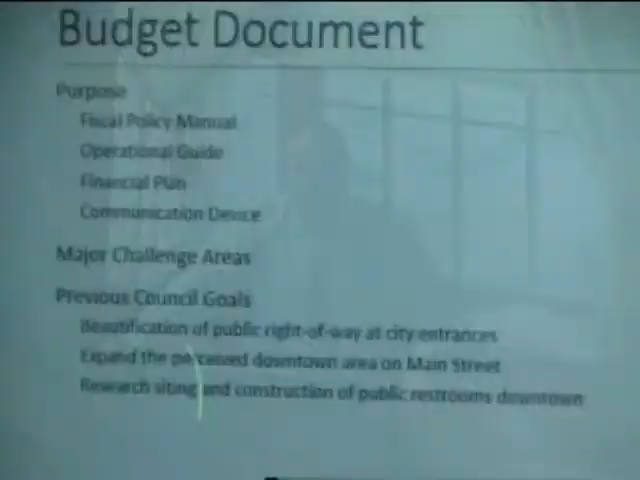 Budget Document
Purpose
Fiscal Policy Manual
Operational Guide
Financial Plan
Communication Device
Major Challenge Areas
Previous Council Goals
Beautification of public right-of-way at city entrances
Expand the perceived downtown area on Main Street
Research siting and construction of public restrooms downtown